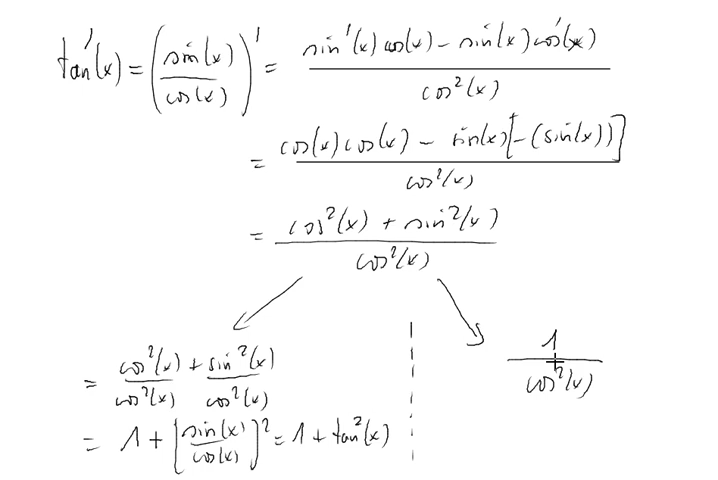 tan'(x) = (sin(x)/cos(x))' = (sin'(x) cos(x) - sin(x) cos'(x))/cos²(x)
= (cos(x) cos(x) - sin(x)[-(sin(x))])/cos²(x)
= (cos²(x) + sin²(x))/cos²(x)
= cos²(x)/cos²(x) + sin²(x)/cos²(x)
1/cos²(x)
= 1 + [sin(x)/cos(x)]² = 1 + tan²(x)